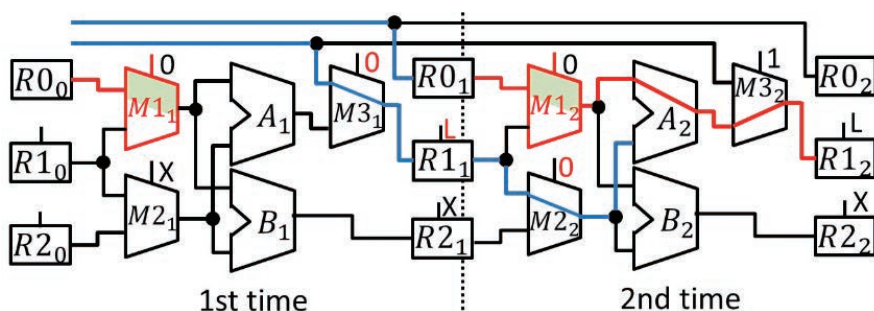 0 0 0 1
R0₀ M1₁ A₁ M3₁ R0₁ M1₂ A₂ M3₂ R0₂
L 0 L
R1₀ X R1₁ R1₂
M2₁ B₁ X M2₂ B₂ X
R2₀ R2₁ R2₂
1st time 2nd time